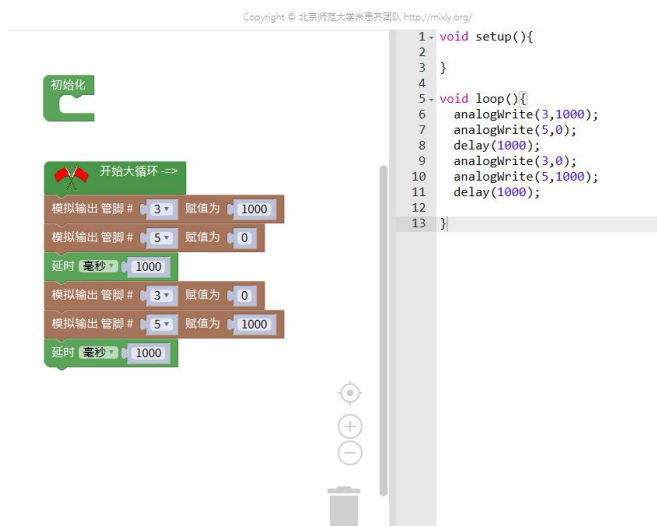 Copyright © 北京师范大学米思齐团队 http://mixly.org/
初始化
开始大循环 -=>
模拟输出 管脚 # 3 赋值为 1000
模拟输出 管脚 # 5 赋值为 0
延时 毫秒 1000
模拟输出 管脚 # 3 赋值为 0
模拟输出 管脚 # 5 赋值为 1000
延时 毫秒 1000
1 void setup(){
2
3 }
4
5 void loop(){
6 analogWrite(3,1000);
7 analogWrite(5,0);
8 delay(1000);
9 analogWrite(3,0);
10 analogWrite(5,1000);
11 delay(1000);
12
13 }